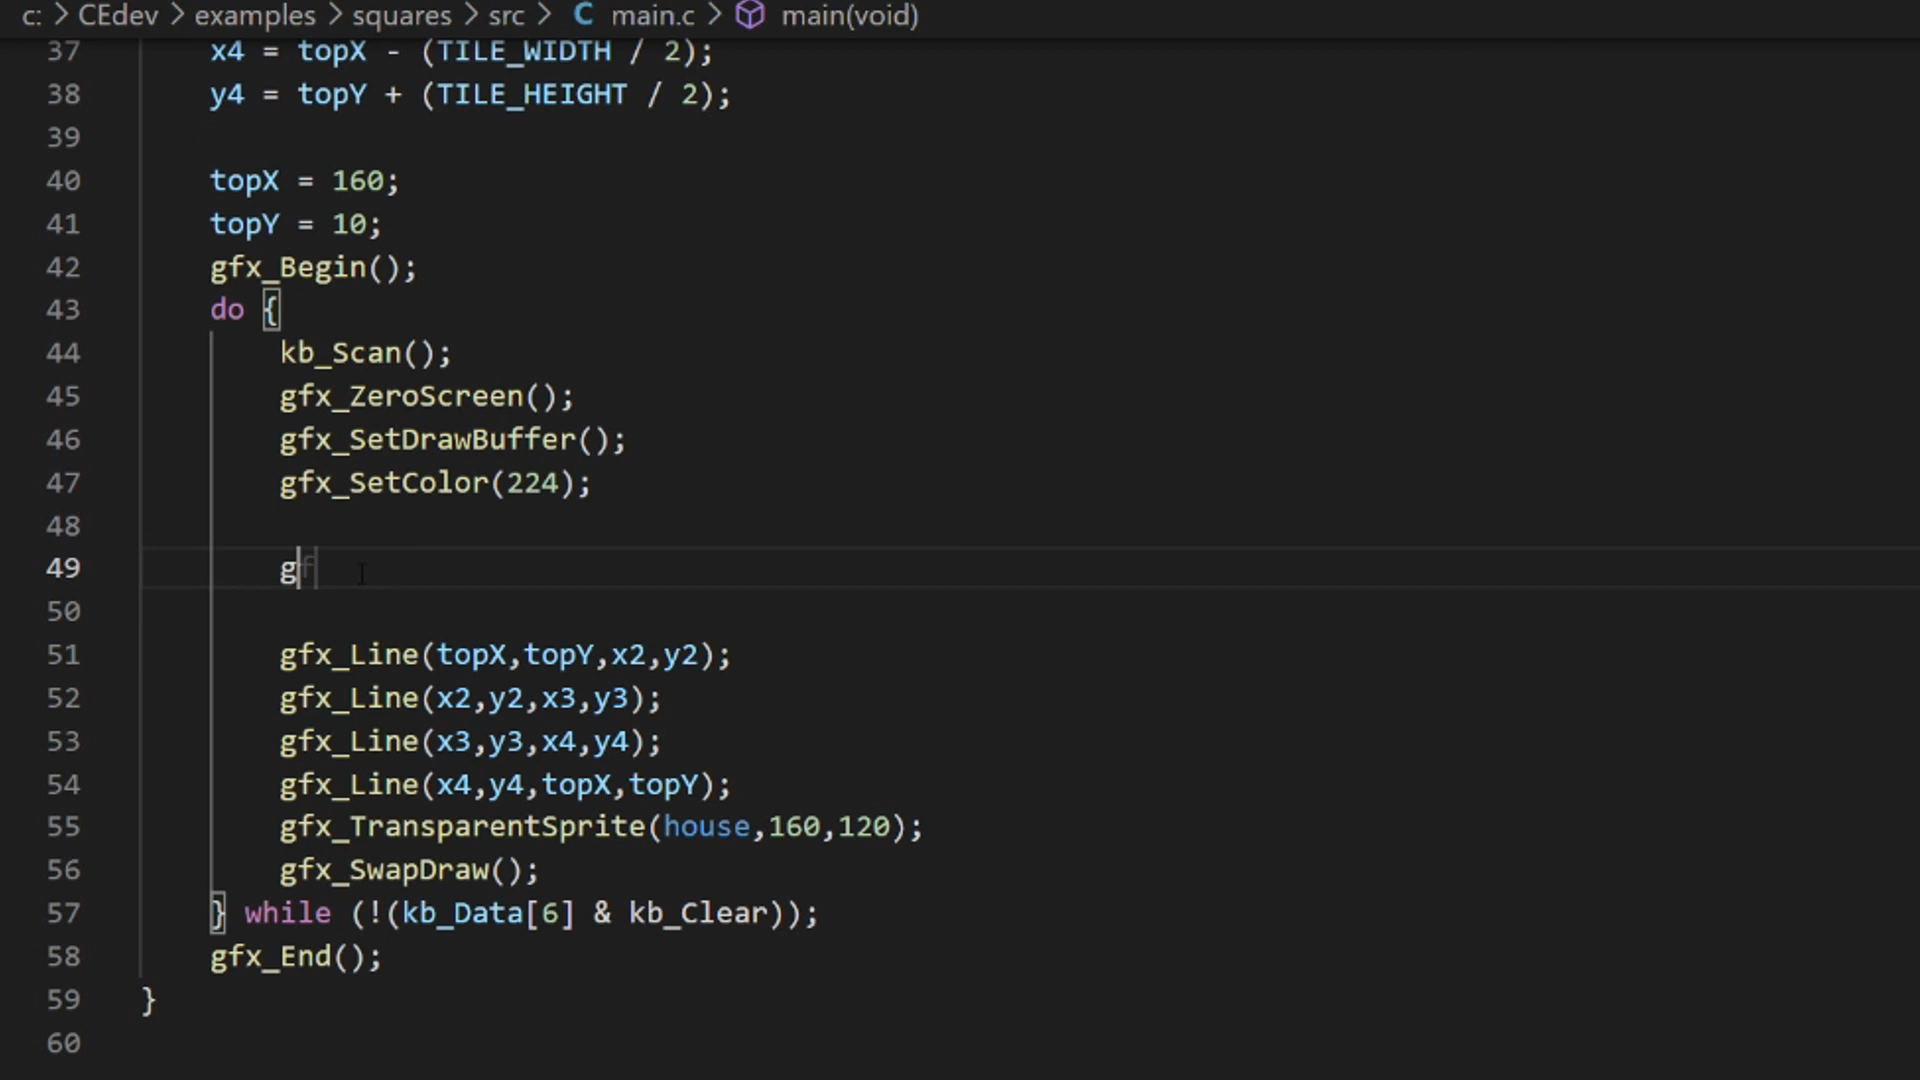 c: > CEdev > examples > squares > src > C main.c > main(void)
37 x4 = topX - (TILE_WIDTH / 2);
38 y4 = topY + (TILE_HEIGHT / 2);
39
40 topX = 160;
41 topY = 10;
42 gfx_Begin();
43 do {
44 kb_Scan();
45 gfx_ZeroScreen();
46 gfx_SetDrawBuffer();
47 gfx_SetColor(224);
48
49 gf
50
51 gfx_Line(topX,topY,x2,y2);
52 gfx_Line(x2,y2,x3,y3);
53 gfx_Line(x3,y3,x4,y4);
54 gfx_Line(x4,y4,topX,topY);
55 gfx_TransparentSprite(house,160,120);
56 gfx_SwapDraw();
57 } while (!(kb_Data[6] & kb_Clear));
58 gfx_End();
59 }
60